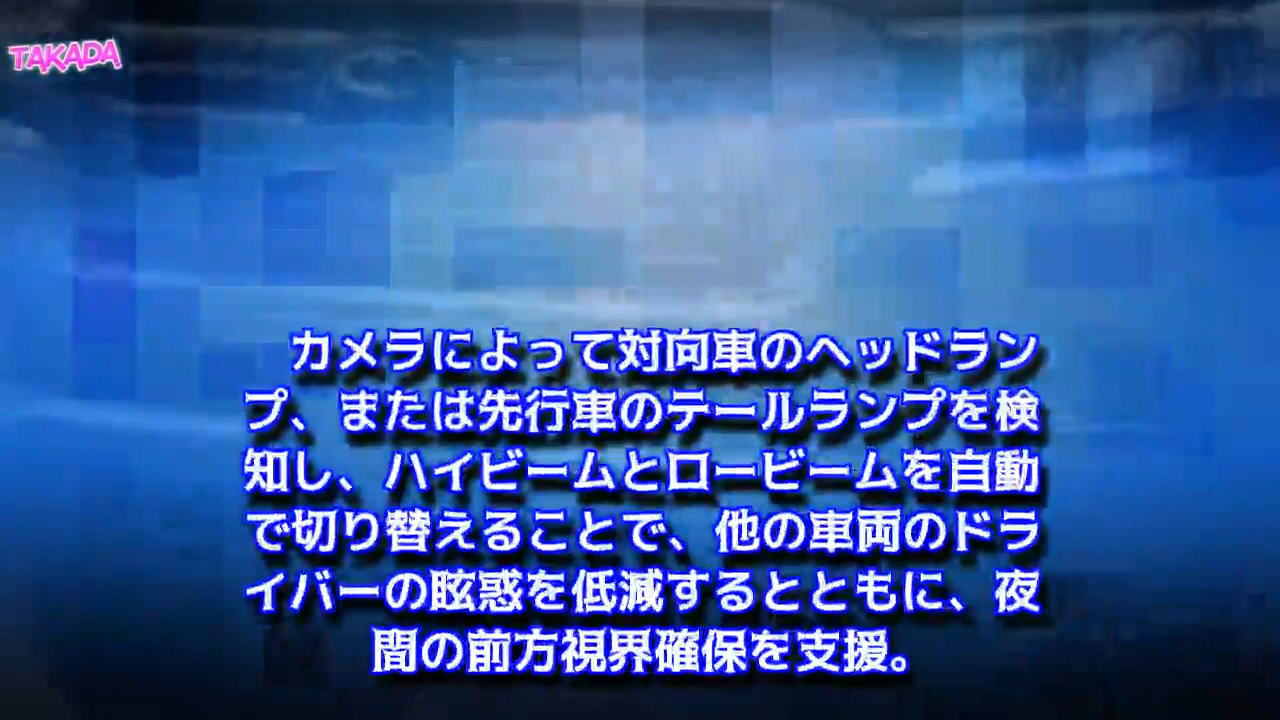 TAKADA
カメラによって対向車のヘッドラン
プ、または先行車のテールランプを検
知し、ハイビームとロービームを自動
で切り替えることで、他の車両のドラ
イバーの眩惑を低減するとともに、夜
間の前方視界確保を支援。